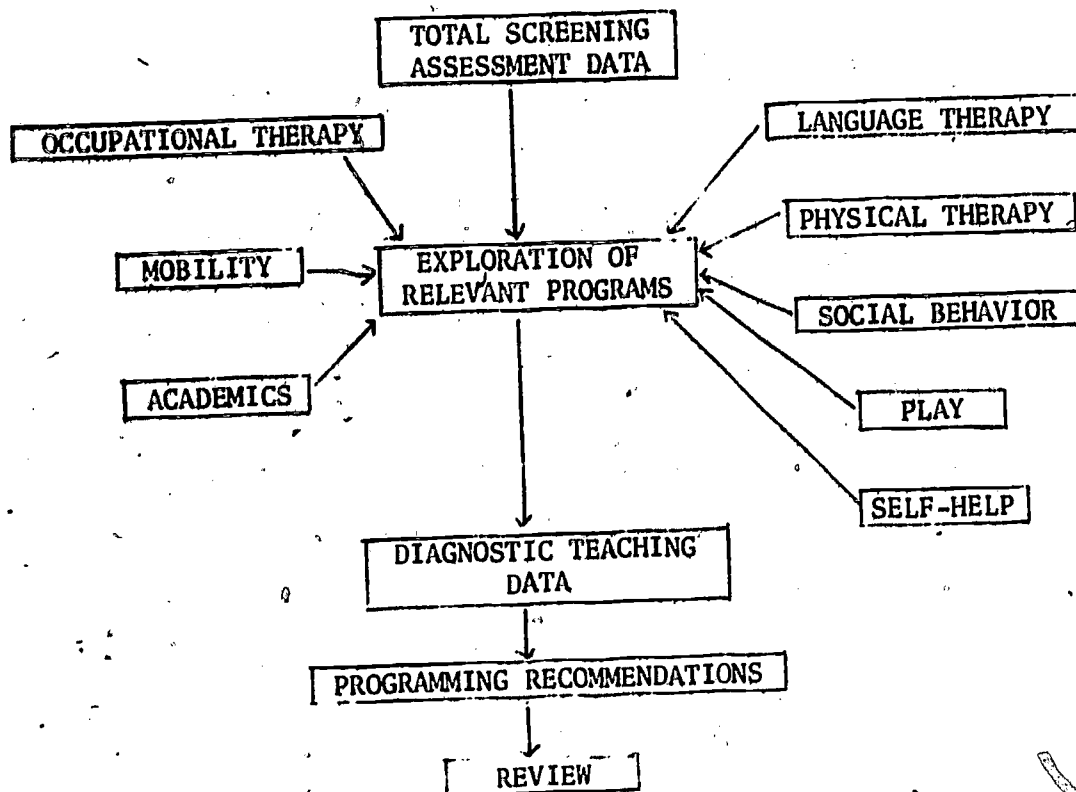 TOTAL SCREENING
ASSESSMENT DATA
OCCUPATIONAL THERAPY
LANGUAGE THERAPY
PHYSICAL THERAPY
MOBILITY
EXPLORATION OF
RELEVANT PROGRAMS
SOCIAL BEHAVIOR
ACADEMICS
PLAY
SELF-HELP
DIAGNOSTIC TEACHING
DATA
PROGRAMMING RECOMMENDATIONS
REVIEW